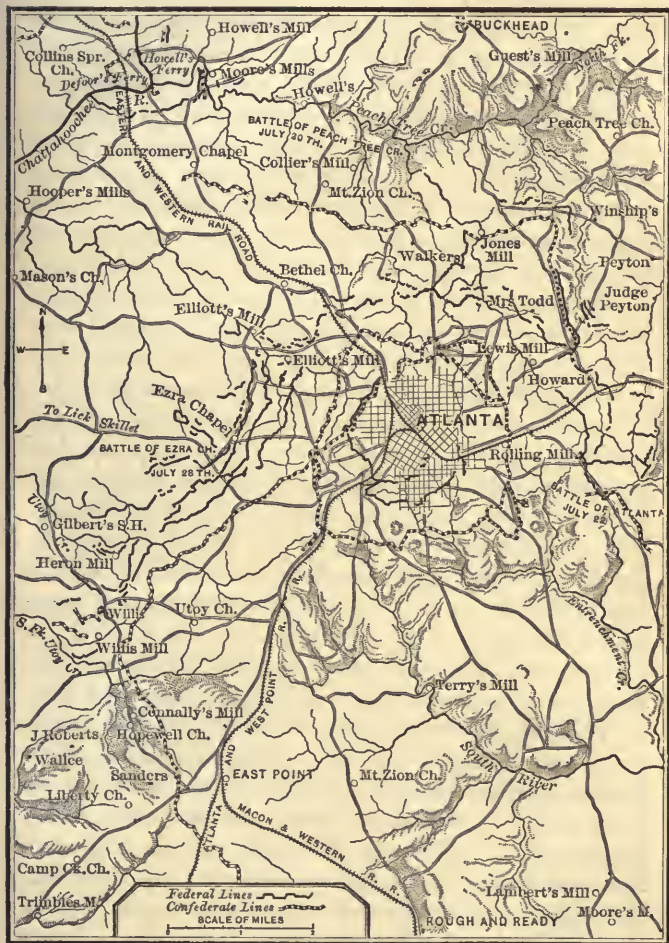 Howell's Mill
BUCKHEAD
Collins Spr.
Ch.
Howell's
Ferry
Guest's Mill
Defoor's Ferry
Moore's Mills
R.
Howell's
Chattahoochee
EASTERN
AND WESTERN RAIL ROAD
BATTLE OF PEACH TREE CR.
JULY 20 TH.
Peach Tree Cr.
Peach Tree Ch.
Montgomery Chapel
Collier's Mill
Hooper's Mills
Mt. Zion Ch.
Winship's
Jones
Mill
Walkers
Peyton
Mason's Ch.
Bethel Ch.
Judge
Peyton
Mrs Todd
Elliott's Mill
N
W E
S
Elliott's Mill
Lewis Mill
Howard
Ezra Chapel
ATLANTA
To Lick Skillet
BATTLE OF EZRA CH.
JULY 28 TH.
Rolling Mill
BATTLE OF ATLANTA
JULY 22
Utoy Cr.
Gilbert's S.H.
Heron Mill
Willis
Utoy Ch.
Entrenchment Cr.
S. Fk. Utoy Cr.
Willis Mill
Terry's Mill
Connally's Mill
J. Roberts
Hopewell Ch.
Wallce
South River
Sanders
EAST POINT
Mt. Zion Ch.
Liberty Ch.
ATLANTA AND WEST POINT R. R.
MACON & WESTERN R. R.
Camp Ck. Ch.
Trimbles M.
Federal Lines
Confederate Lines
SCALE OF MILES
Lambert's Mill
ROUGH AND READY
Moore's M.